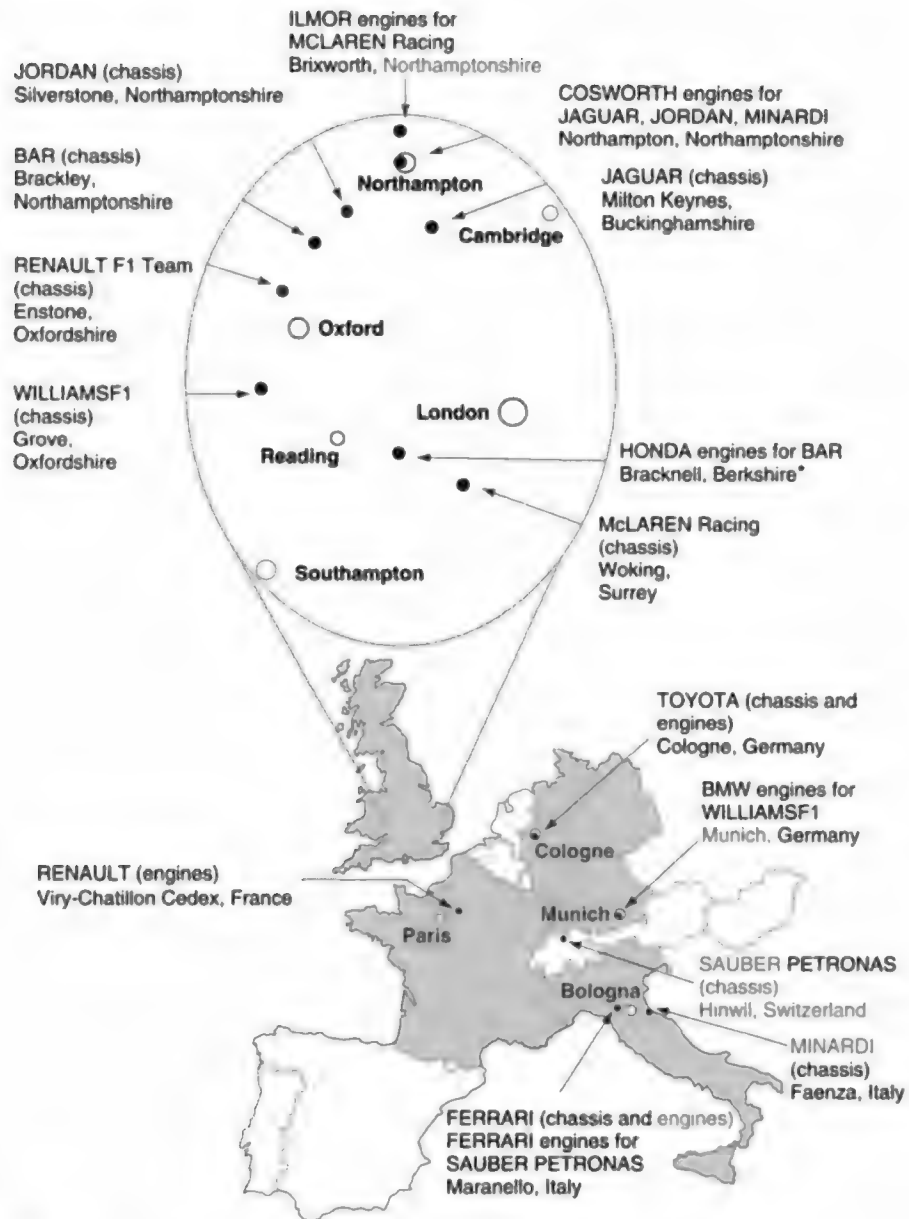 ILMOR engines for
MCLAREN Racing
Brixworth, Northamptonshire
JORDAN (chassis)
Silverstone, Northamptonshire
COSWORTH engines for
JAGUAR, JORDAN, MINARDI
Northampton, Northamptonshire
BAR (chassis)
Brackley,
Northamptonshire
Northampton
JAGUAR (chassis)
Milton Keynes,
Buckinghamshire
Cambridge
RENAULT F1 Team
(chassis)
Enstone,
Oxfordshire
Oxford
WILLIAMSF1
(chassis)
Grove,
Oxfordshire
London
Reading
HONDA engines for BAR
Bracknell, Berkshire*
McLAREN Racing
(chassis)
Woking,
Surrey
Southampton
TOYOTA (chassis and
engines)
Cologne, Germany
BMW engines for
WILLIAMSF1
Munich, Germany
Cologne
RENAULT (engines)
Viry-Chatillon Cedex, France
Munich
Paris
SAUBER PETRONAS
(chassis)
Hinwil, Switzerland
Bologna
MINARDI
(chassis)
Faenza, Italy
FERRARI (chassis and engines)
FERRARI engines for
SAUBER PETRONAS
Maranello, Italy